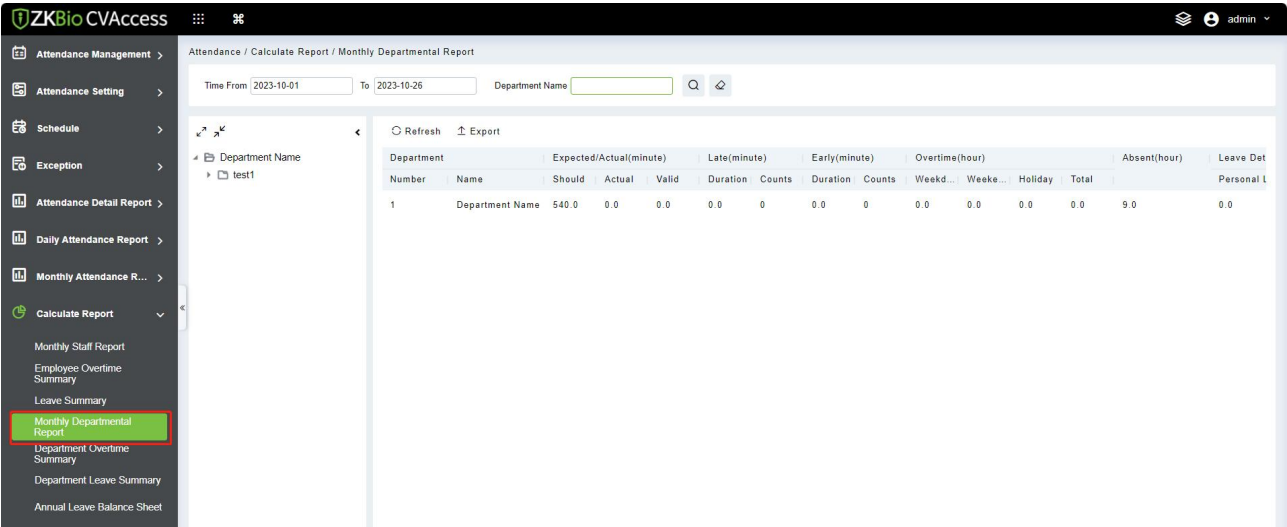 ZKBio CVAccess
admin
Attendance Management
Attendance Setting
Schedule
Exception
Attendance Detail Report
Daily Attendance Report
Monthly Attendance R...
Calculate Report
Monthly Staff Report
Employee Overtime
Summary
Leave Summary
Monthly Departmental
Report
Department Overtime
Summary
Department Leave Summary
Annual Leave Balance Sheet
Attendance / Calculate Report / Monthly Departmental Report
Time From 2023-10-01 To 2023-10-26 Department Name
Department Name
test1
Refresh Export
Department Expected/Actual(minute) Late(minute) Early(minute) Overtime(hour) Absent(hour) Leave Det
Number Name Should Actual Valid Duration Counts Duration Counts Weekd... Weeke... Holiday Total Personal L
1 Department Name 540.0 0.0 0.0 0.0 0 0.0 0 0.0 0.0 0.0 0.0 9.0 0.0